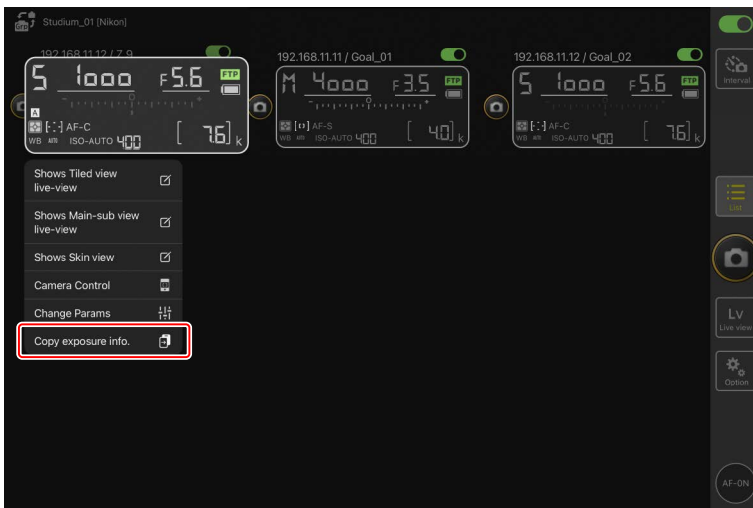 Studium_01 [Nikon]
192.168.11.12 / Z 9
192.168.11.11 / Goal_01
192.168.11.12 / Goal_02
S 1000 F5.6 FTP
A
AF-C
WB AUTO ISO-AUTO 400 [ 7.6] k
M 4000 F3.5 FTP
AF-S
WB AUTO ISO-AUTO 400 [ 4.0] k
S 1000 F5.6 FTP
AF-C
WB AUTO ISO-AUTO 400 [ 7.6] k
Shows Tiled view
live-view
Shows Main-sub view
live-view
Shows Skin view
Camera Control
Change Params
Copy exposure info.
Interval
List
Lv
Live view
Option
AF-ON